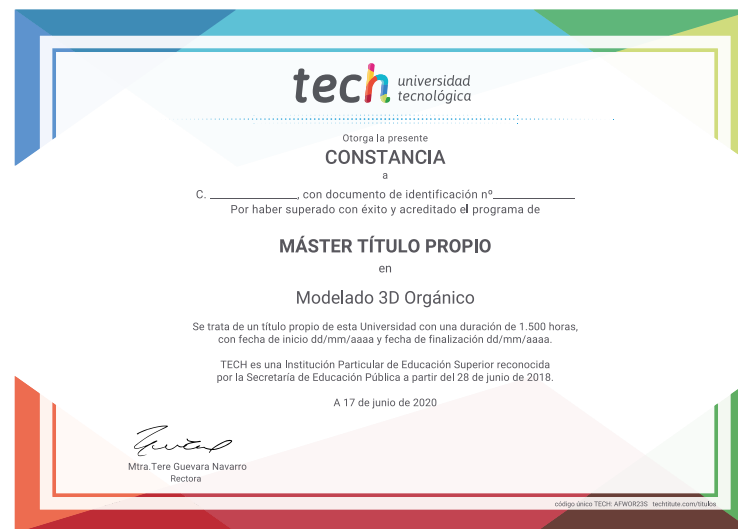 tech universidad
tecnológica
Otorga la presente
CONSTANCIA
a
C. ____________, con documento de identificación nº____________
Por haber superado con éxito y acreditado el programa de
MÁSTER TÍTULO PROPIO
en
Modelado 3D Orgánico
Se trata de un título propio de esta Universidad con una duración de 1.500 horas,
con fecha de inicio dd/mm/aaaa y fecha de finalización dd/mm/aaaa.
TECH es una Institución Particular de Educación Superior reconocida
por la Secretaría de Educación Pública a partir del 28 de junio de 2018.
A 17 de junio de 2020
Mtra.Tere Guevara Navarro
Rectora
código único TECH: AFWOR23S techtitute.com/titulos